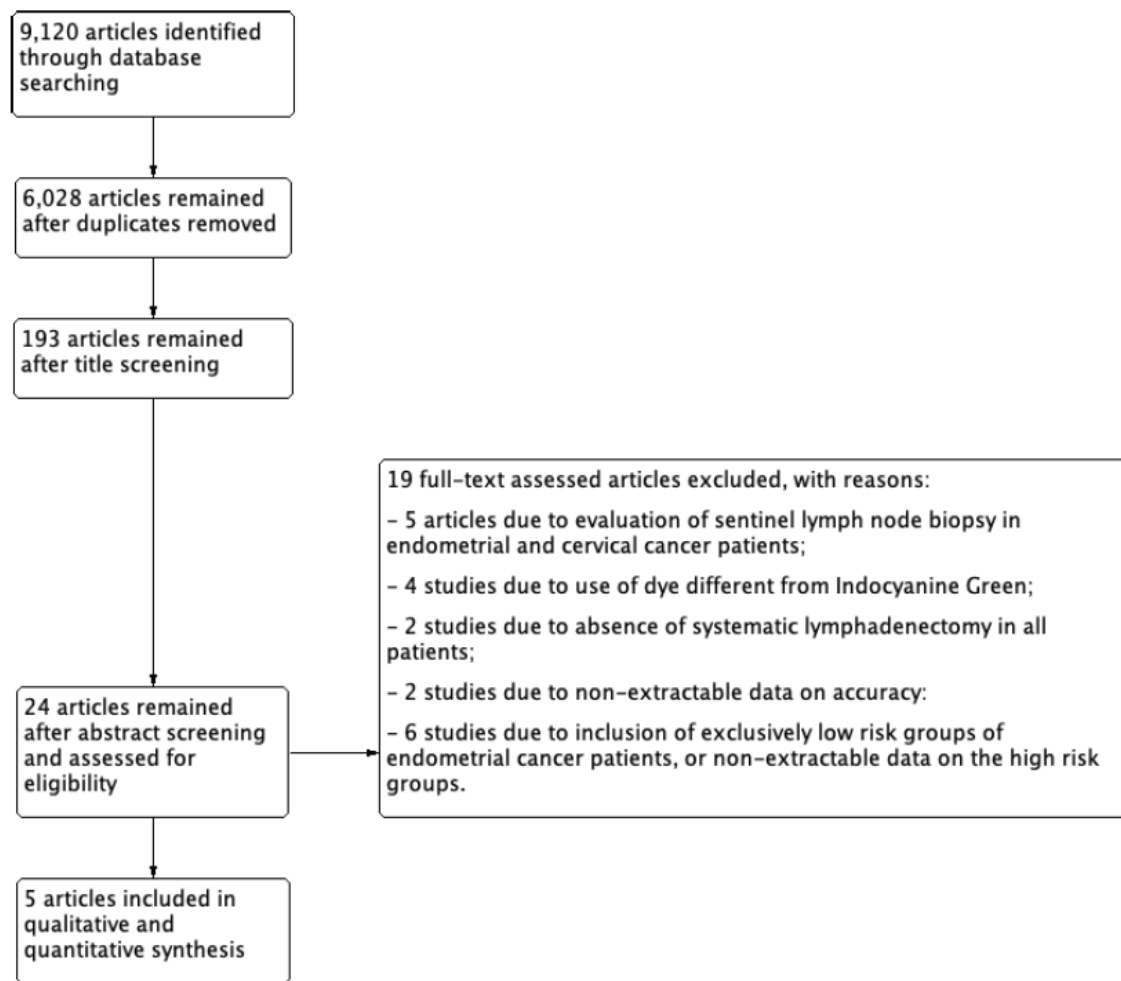 9,120 articles identified
through database
searching
6,028 articles remained
after duplicates removed
193 articles remained
after title screening
19 full-text assessed articles excluded, with reasons:
- 5 articles due to evaluation of sentinel lymph node biopsy in
endometrial and cervical cancer patients;
- 4 studies due to use of dye different from Indocyanine Green;
- 2 studies due to absence of systematic lymphadenectomy in all
patients;
- 2 studies due to non-extractable data on accuracy:
- 6 studies due to inclusion of exclusively low risk groups of
endometrial cancer patients, or non-extractable data on the high risk
groups.
24 articles remained
after abstract screening
and assessed for
eligibility
5 articles included in
qualitative and
quantitative synthesis